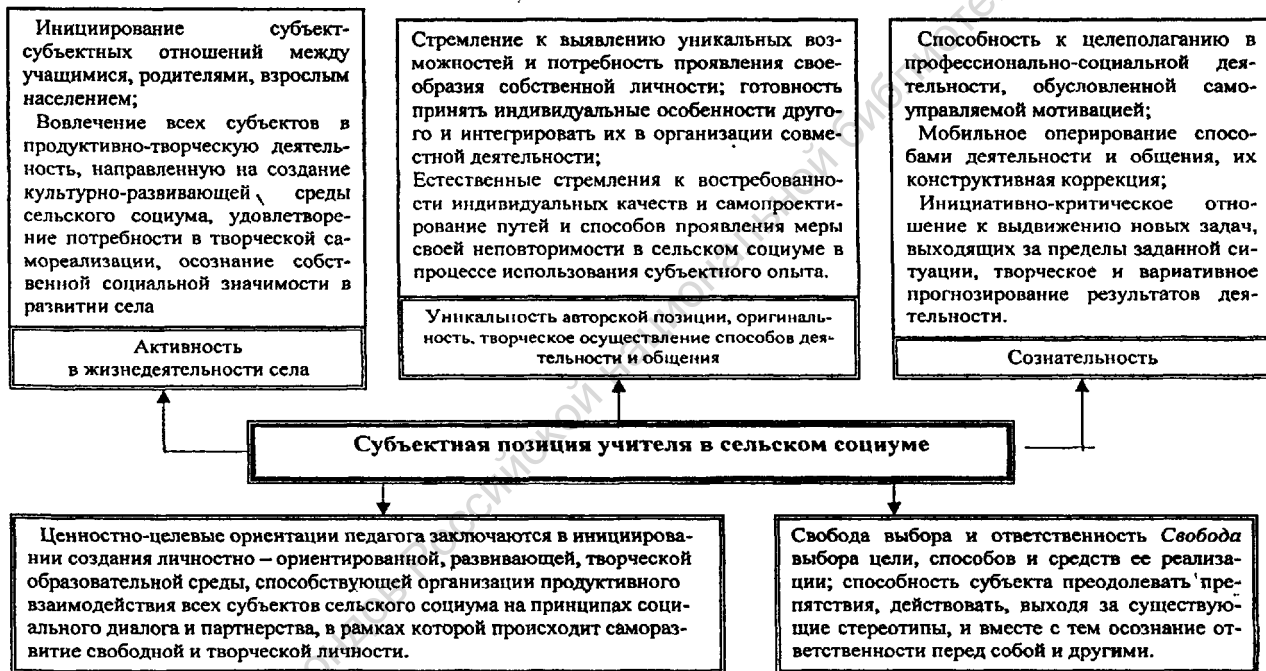 Инициирование субъект-
субъектных отношений между
учащимися, родителями, взрослым
населением;
Вовлечение всех субъектов в
продуктивно-творческую деятель-
ность, направленную на создание
культурно-развивающей среды
сельского социума, удовлетворе-
ние потребности в творческой са-
мореализации, осознание собст-
венной социальной значимости в
развитии села
Активность
в жизнедеятельности села
Стремление к выявлению уникальных воз-
можностей и потребность проявления свое-
образия собственной личности; готовность
принять индивидуальные особенности друго-
го и интегрировать их в организации совме-
стной деятельности;
Естественные стремления к востребованно-
сти индивидуальных качеств и самопроекти-
рование путей и способов проявления меры
своей неповторимости в сельском социуме в
процессе использования субъектного опыта.
Уникальность авторской позиции, оригиналь-
ность, творческое осуществление способов дея-
тельности и общения
Способность к целеполаганию в
профессионально-социальной дея-
тельности, обусловленной само-
управляемой мотивацией;
Мобильное оперирование спосо-
бами деятельности и общения, их
конструктивная коррекция;
Инициативно-критическое отно-
шение к выдвижению новых задач,
выходящих за пределы заданной си-
туации, творческое и вариативное
прогнозирование результатов дея-
тельности.
Сознательность
Субъектная позиция учителя в сельском социуме
Ценностно-целевые ориентации педагога заключаются в инициирова-
нии создания личностно – ориентированной, развивающей, творческой
образовательной среды, способствующей организации продуктивного
взаимодействия всех субъектов сельского социума на принципах соци-
ального диалога и партнерства, в рамках которой происходит самораз-
витие свободной и творческой личности.
Свобода выбора и ответственность Свобода
выбора цели, способов и средств ее реализа-
ции; способность субъекта преодолевать пре-
пятствия, действовать, выходя за существую-
щие стереотипы, и вместе с тем осознание от-
ветственности перед собой и другими.
Российской национальной библиоте